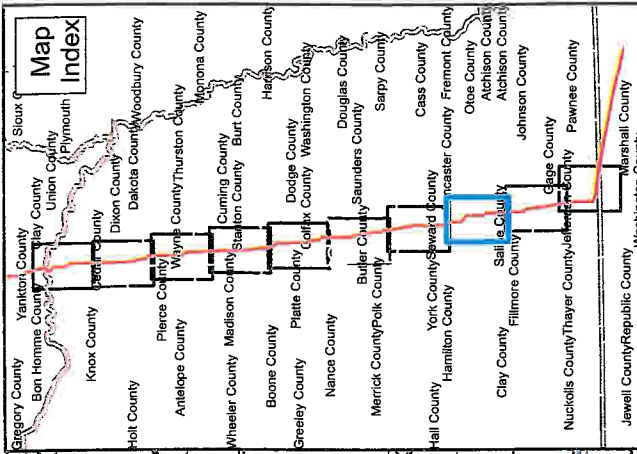 Map
Index
Sioux C
Plymouth
Union County
Clay County
Yankton County
Bon Homme County
Gregory County
Woodbury County
Dakota County
Dixon County
Cedar County
Knox County
Monona County
Thurston County
Wayne County
Pierce County
Antelope County
Holt County
Harrison County
Burt County
Cuming County
Stanton County
Madison County
Wheeler County
Washington County
Dodge County
Colfax County
Platte County
Boone County
Greeley County
Douglas County
Sarpy County
Saunders County
Butler County
Nance County
Polk County
Merrick County
Cass County
Fremont County
Otoe County
Atchison County
Atchison County
Lancaster County
Seward County
York County
Hamilton County
Hall County
Johnson County
Pawnee County
Gage County
Saline County
Fillmore County
Clay County
Jefferson County
Thayer County
Nuckolls County
Marshall County
Republic County
Jewell County